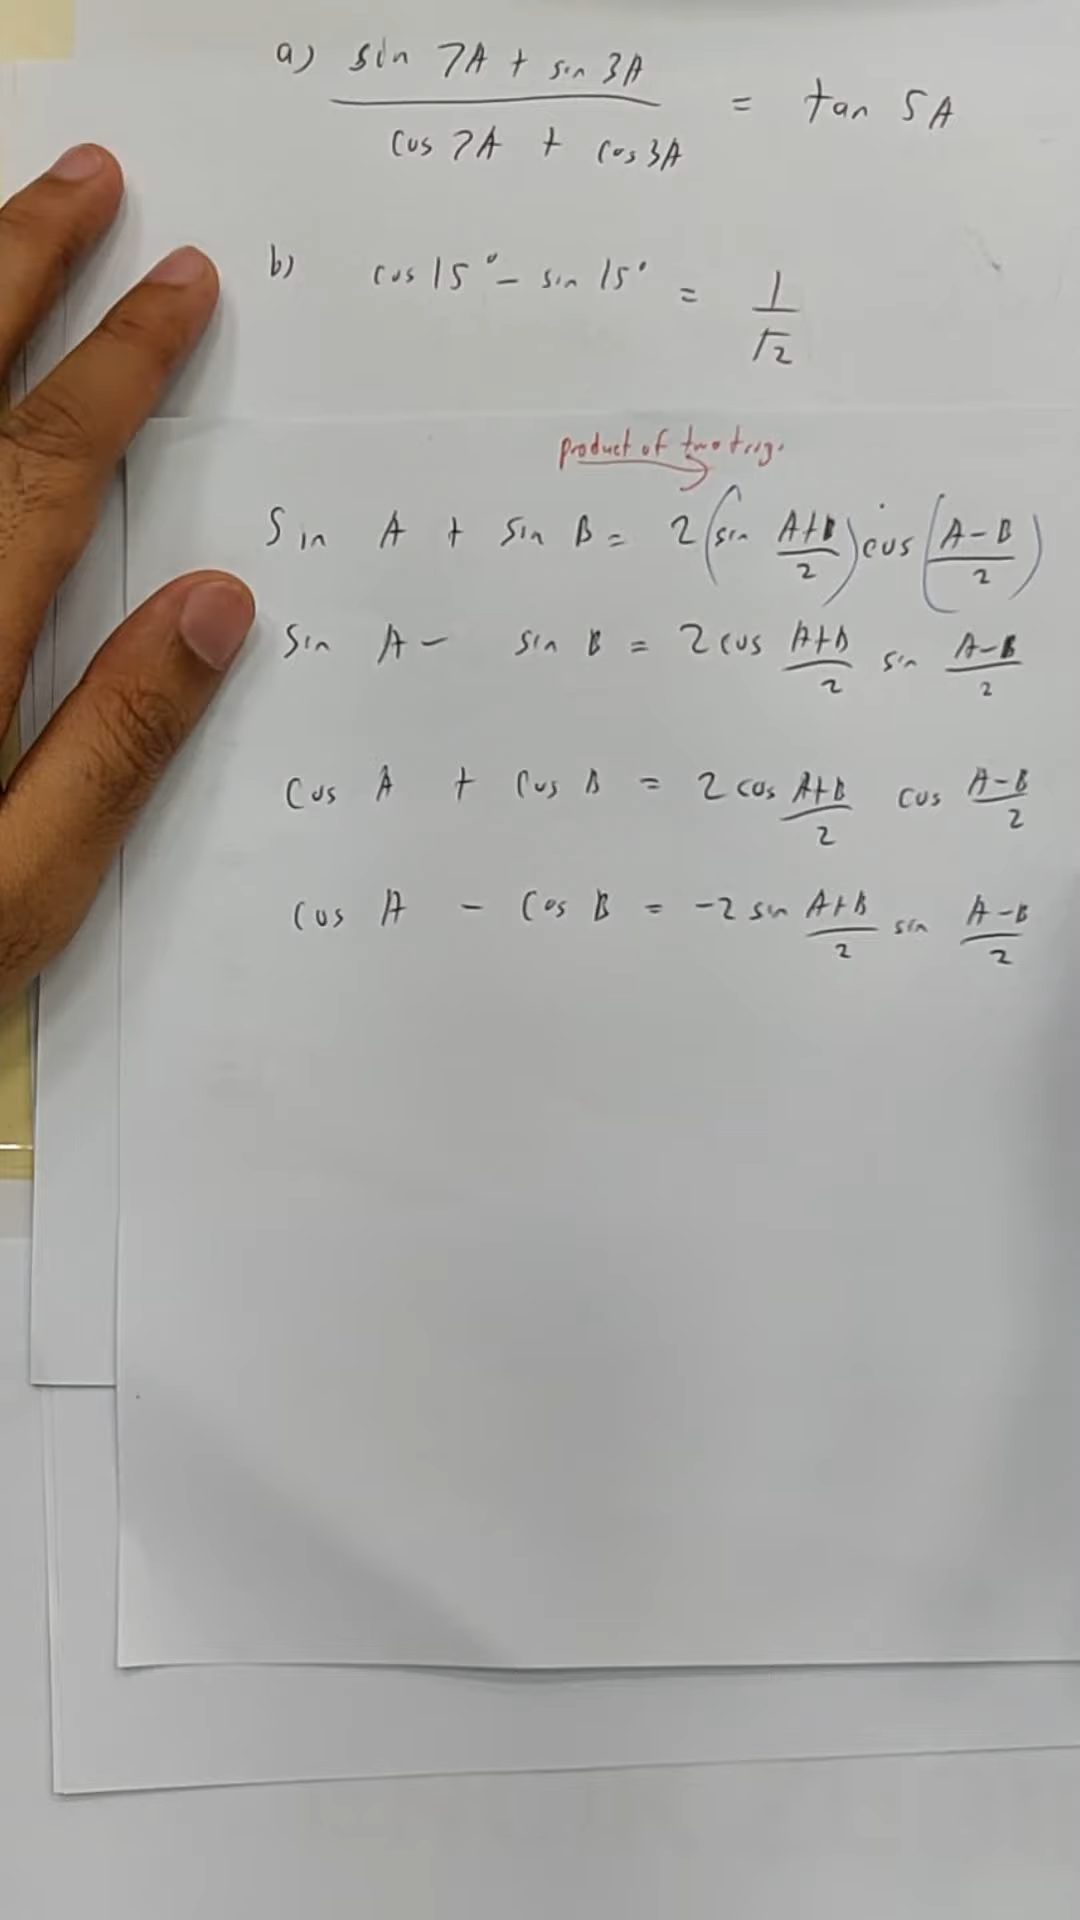 a) sin 7A + sin 3A / cos 7A + cos 3A = tan 5A
b) cos 15° - sin 15° = 1/√2
product of two trig.
Sin A + sin B = 2 (sin A+B/2) cos (A-B/2)
Sin A - sin B = 2 cos A+B/2 sin A-B/2
Cos A + cos B = 2 cos A+B/2 cos A-B/2
Cos A - cos B = -2 sin A+B/2 sin A-B/2